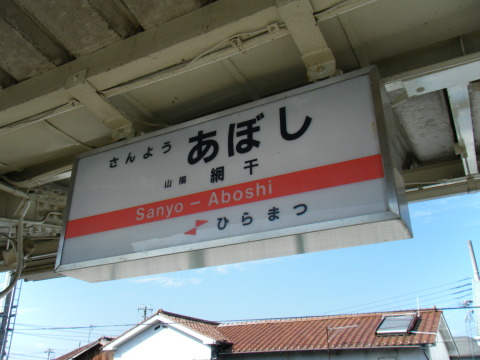 さんよう あぼし
山陽 網干
Sanyo - Aboshi
ひらまつ